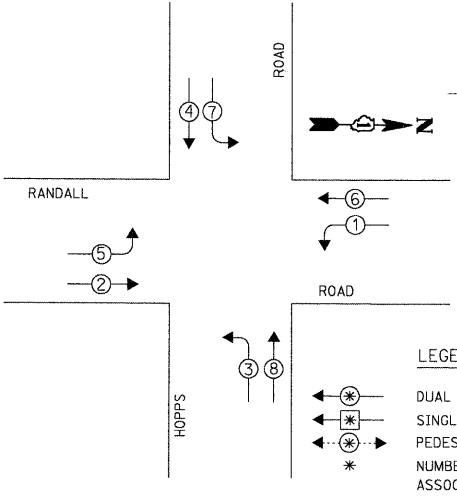 ROAD
N
RANDALL
4
7
6
1
5
2
ROAD
3
8
HOPPS
LEGE
* DUAL
* SINGL
* PEDES
* NUMBE
ASSOC